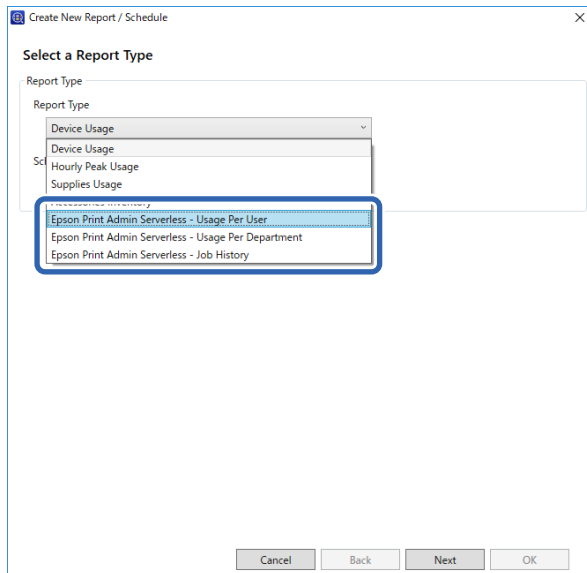 Create New Report / Schedule
Select a Report Type
Report Type
Report Type
Device Usage
Device Usage
Hourly Peak Usage
Supplies Usage
Accessories Inventory
Epson Print Admin Serverless - Usage Per User
Epson Print Admin Serverless - Usage Per Department
Epson Print Admin Serverless - Job History
Cancel Back Next OK